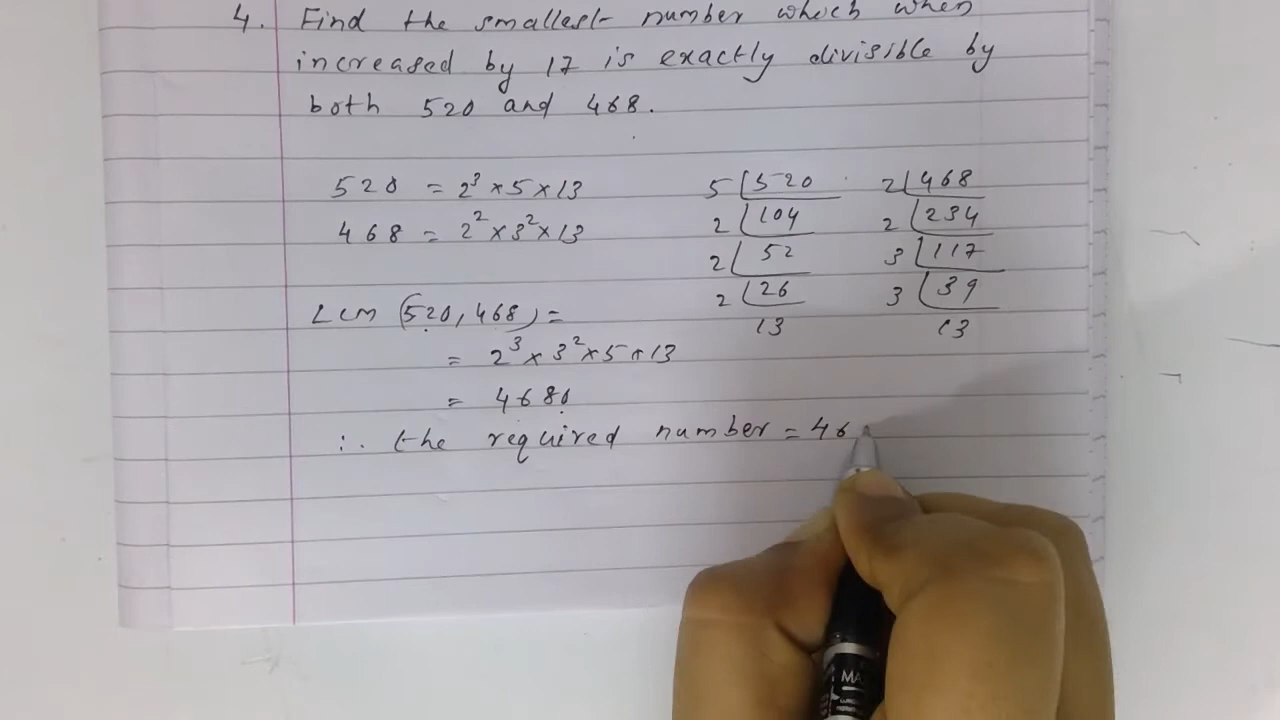 4. Find the smallest number which when
increased by 17 is exactly divisible by
both 520 and 468.
520 = 2³ × 5 × 13
468 = 2² × 3² × 13
5 520
2 104
2 52
2 26
13
2 468
2 234
3 117
3 39
13
LCM (520, 468) =
= 2³ × 3² × 5 × 13
= 4680
∴ the required number = 46
MA